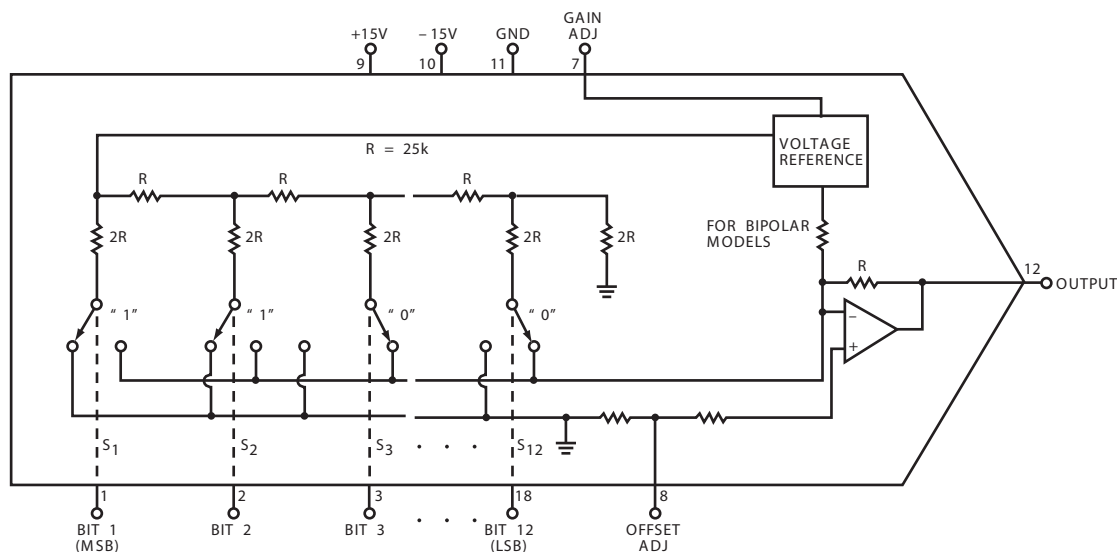 GAIN
ADJ
+15V
– 15V
GND
9
10
11
7
R = 25k
VOLTAGE
REFERENCE
R
R
R
2R
2R
2R
2R
2R
FOR BIPOLAR
MODELS
R
12
OUTPUT
“ 1”
“ 1”
“ 0”
“ 0”
–
+
S1
S2
S3
. . .
S12
1
2
3
18
8
BIT 1
(MSB)
BIT 2
BIT 3
. . .
BIT 12
(LSB)
OFFSET
ADJ